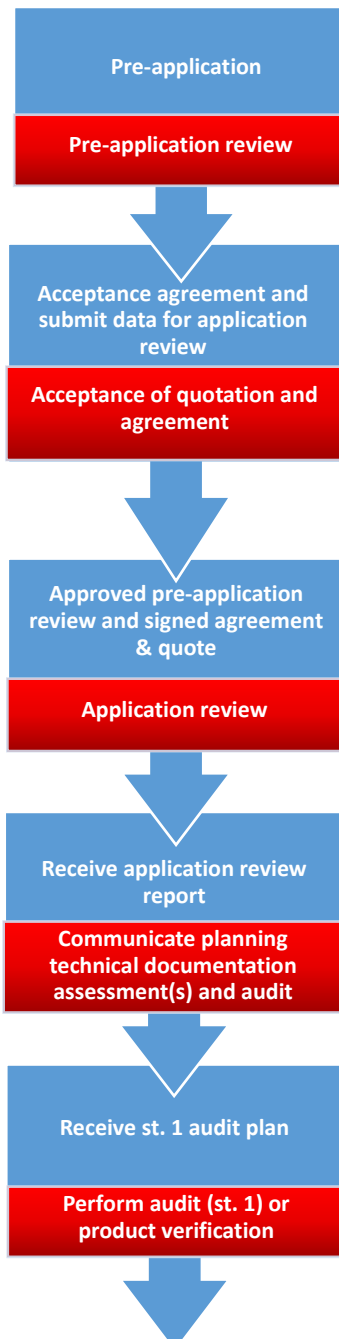 Pre-application
Pre-application review
Acceptance agreement and
submit data for application
review
Acceptance of quotation and
agreement
Approved pre-application
review and signed agreement
& quote
Application review
Receive application review
report
Communicate planning
technical documentation
assessment(s) and audit
Receive st. 1 audit plan
Perform audit (st. 1) or
product verification